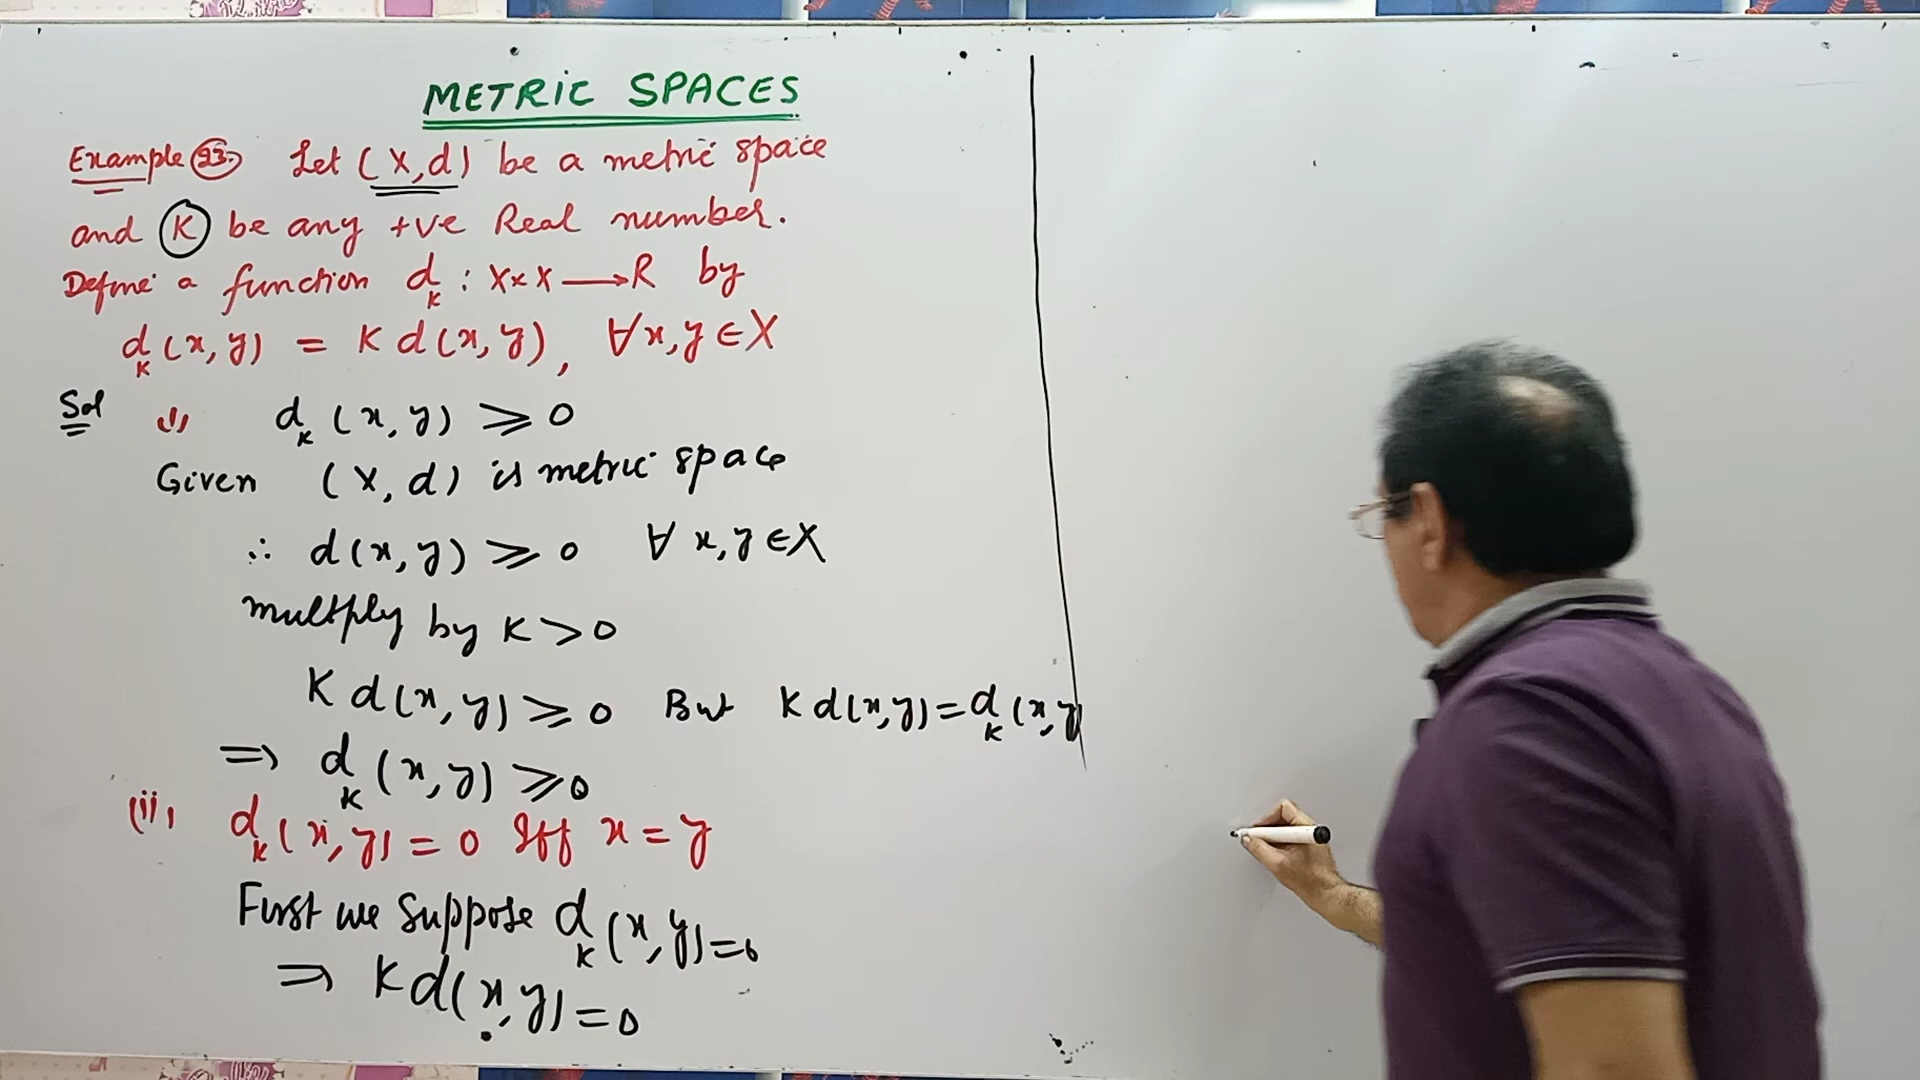 METRIC SPACES
Example 23. Let (X,d) be a metric space
and K be any +ve Real number.
Define a function d_K : X×X → R by
d_K (x, y) = K d(x, y), ∀ x, y ∈ X
Sol (i) d_K (x, y) ⩾ 0
Given (X, d) is metric space
∴ d(x, y) ⩾ 0 ∀ x, y ∈ X
multply by K > 0
K d(x, y) ⩾ 0 But K d(x,y) = d_K (x, y)
⇒ d_K (x, y) ⩾ 0
(ii) d_K (x, y) = 0 Iff x = y
First we Suppose d_K (x, y) = 0
⇒ K d(x, y) = 0